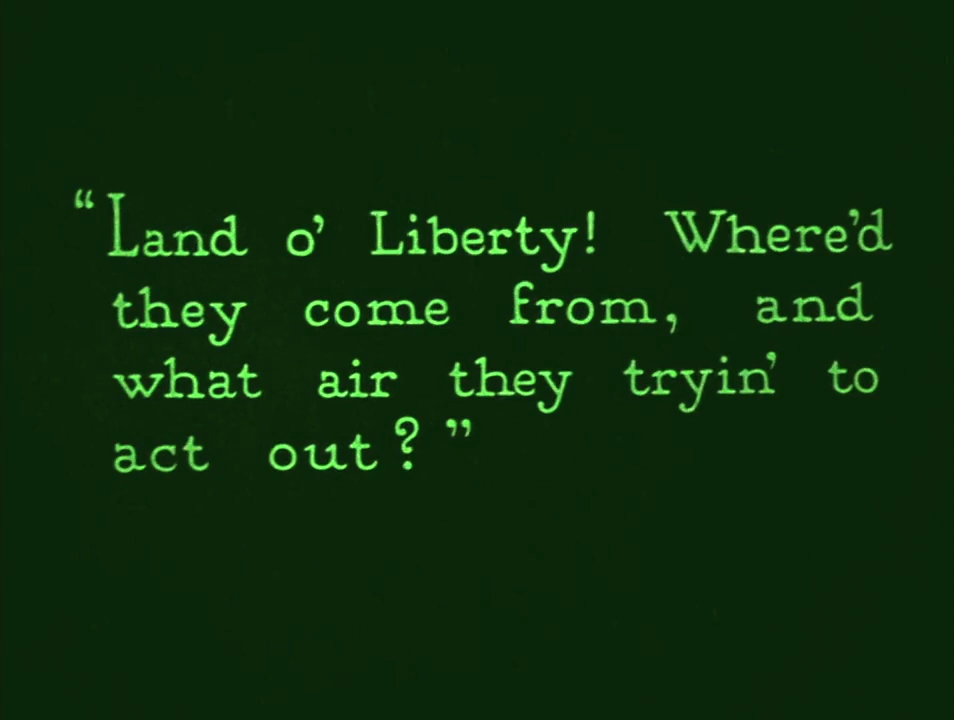 “Land o’ Liberty! Where’d
they come from, and
what air they tryin’ to
act out?”